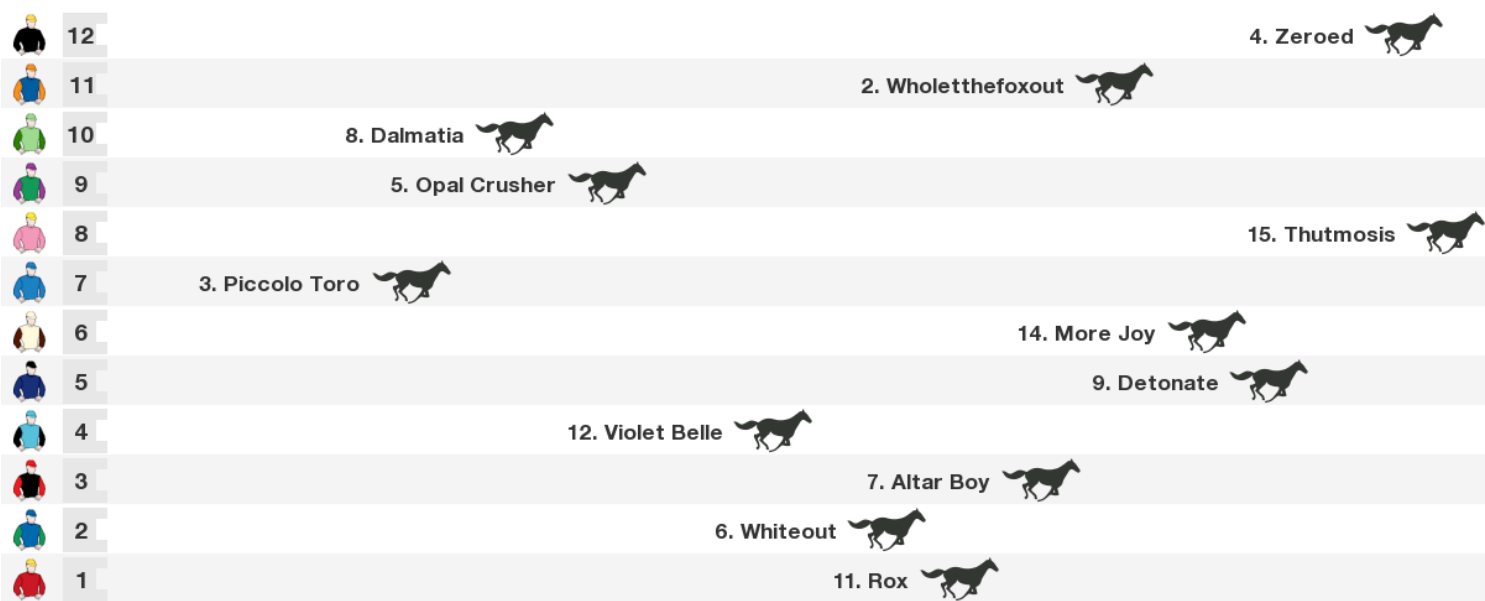 12 4. Zeroed
11 2. Wholetthefoxout
10 8. Dalmatia
9 5. Opal Crusher
8 15. Thutmosis
7 3. Piccolo Toro
6 14. More Joy
5 9. Detonate
4 12. Violet Belle
3 7. Altar Boy
2 6. Whiteout
1 11. Rox